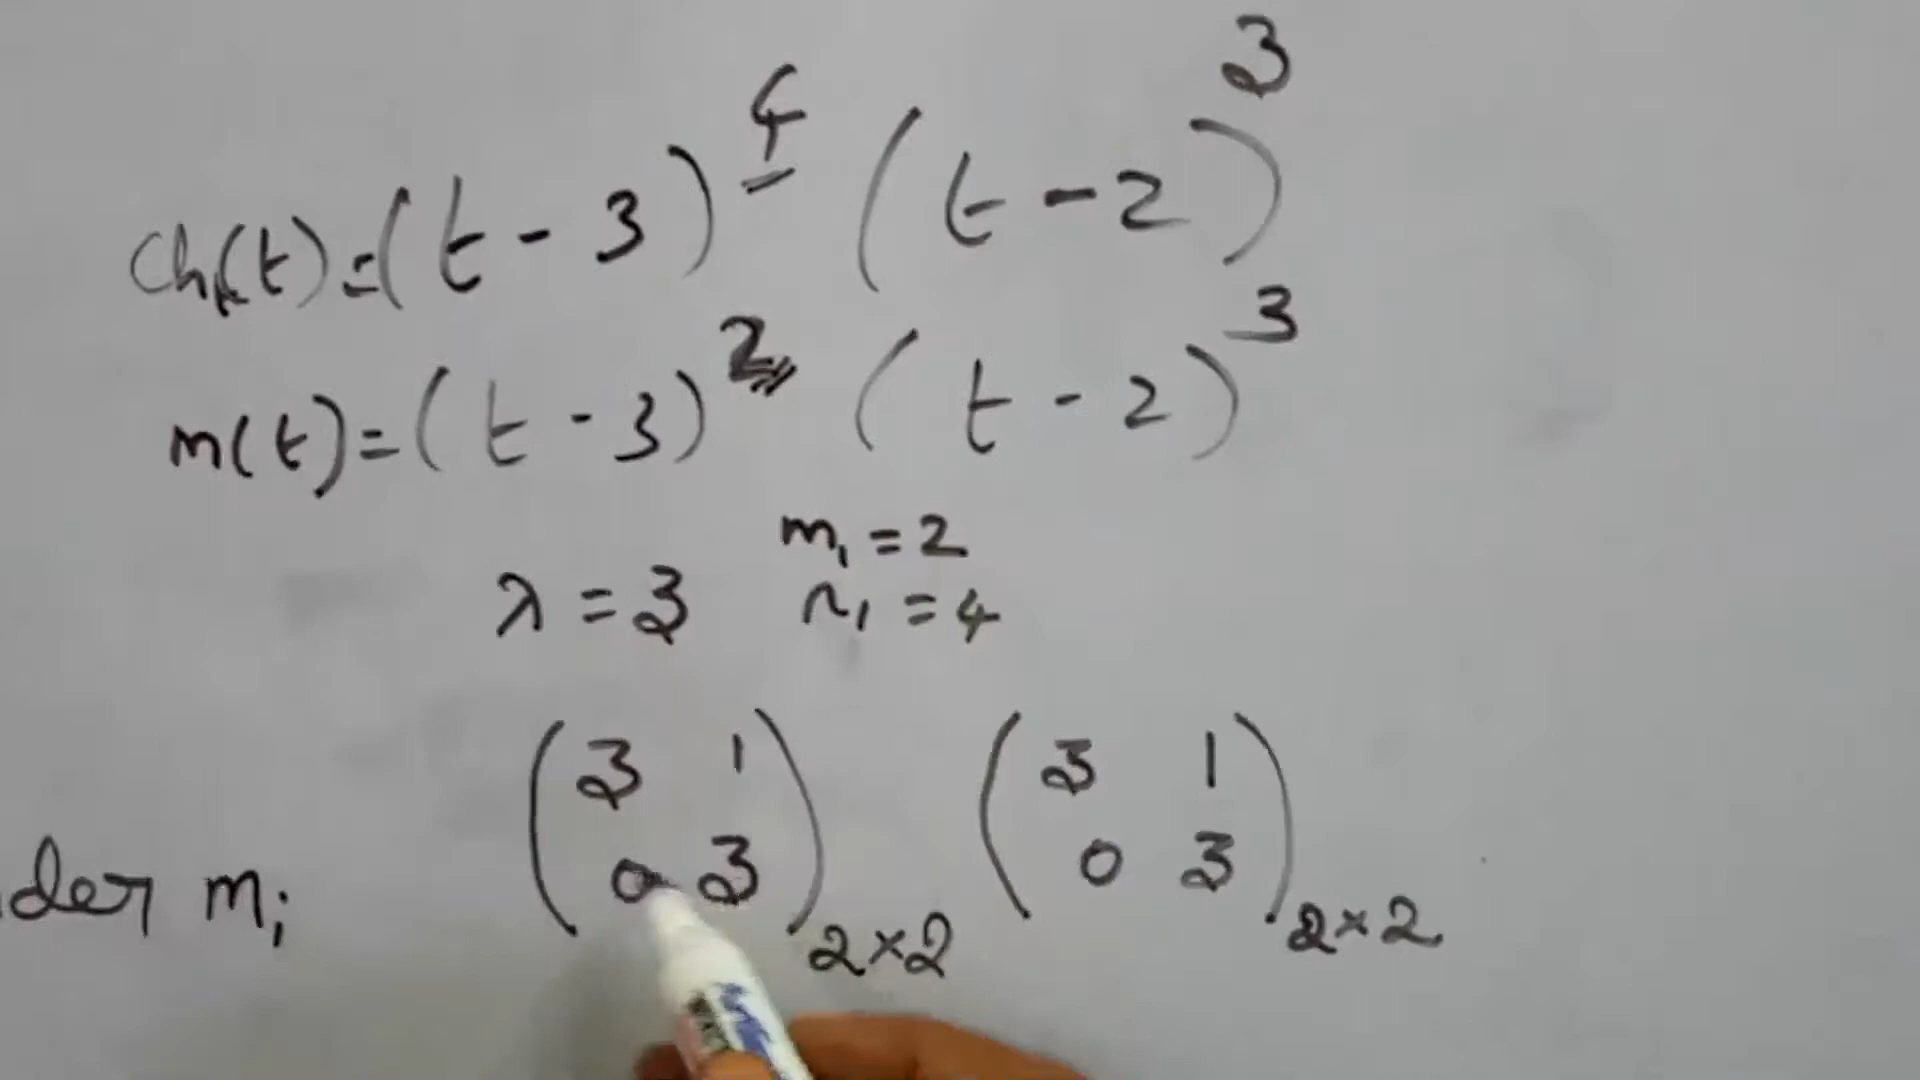 Ch(t)=(t-3)^4 (t-2)^3
m(t)=(t-3)^2 (t-2)^3
m₁=2
λ=3 n₁=4
(3 1) (3 1)
der mᵢ (0 3)2×2 (0 3)2×2